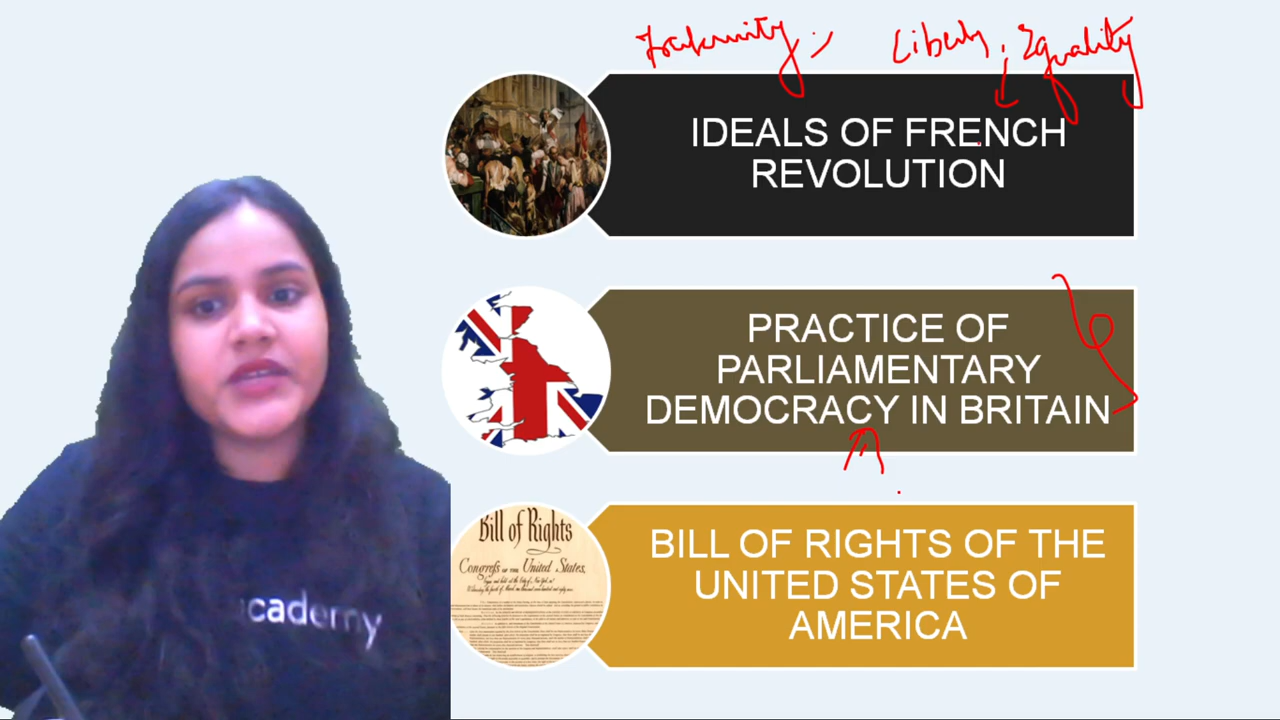 Fraternity, Liberty, Equality
IDEALS OF FRENCH
REVOLUTION
PRACTICE OF
PARLIAMENTARY
DEMOCRACY IN BRITAIN
Bill of Rights
Congress OF THE United States,
BILL OF RIGHTS OF THE
UNITED STATES OF
AMERICA
cademy